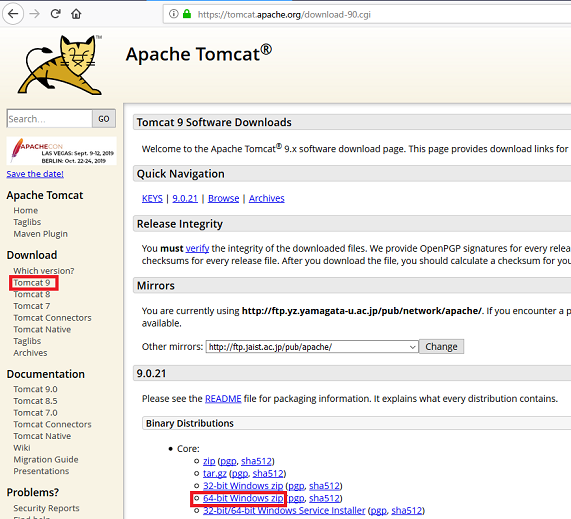 https://tomcat.apache.org/download-90.cgi
TM
Apache Tomcat®
Search... GO
APACHECON
LAS VEGAS: Sept. 9-12, 2019
BERLIN: Oct. 22-24, 2019
Save the date!
Apache Tomcat
Home
Taglibs
Maven Plugin
Download
Which version?
Tomcat 9
Tomcat 8
Tomcat 7
Tomcat Connectors
Tomcat Native
Taglibs
Archives
Documentation
Tomcat 9.0
Tomcat 8.5
Tomcat 7.0
Tomcat Connectors
Tomcat Native
Wiki
Migration Guide
Presentations
Problems?
Security Reports
Find help
Tomcat 9 Software Downloads
Welcome to the Apache Tomcat® 9.x software download page. This page provides download links for
Quick Navigation
KEYS | 9.0.21 | Browse | Archives
Release Integrity
You must verify the integrity of the downloaded files. We provide OpenPGP signatures for every relea
checksums for every release file. After you download the file, you should calculate a checksum for you
Mirrors
You are currently using http://ftp.yz.yamagata-u.ac.jp/pub/network/apache/. If you encounter a p
available.
Other mirrors: http://ftp.jaist.ac.jp/pub/apache/ Change
9.0.21
Please see the README file for packaging information. It explains what every distribution contains.
Binary Distributions
Core:
zip (pgp, sha512)
tar.gz (pgp, sha512)
32-bit Windows zip (pgp, sha512)
64-bit Windows zip (pgp, sha512)
32-bit/64-bit Windows Service Installer (pgp, sha512)